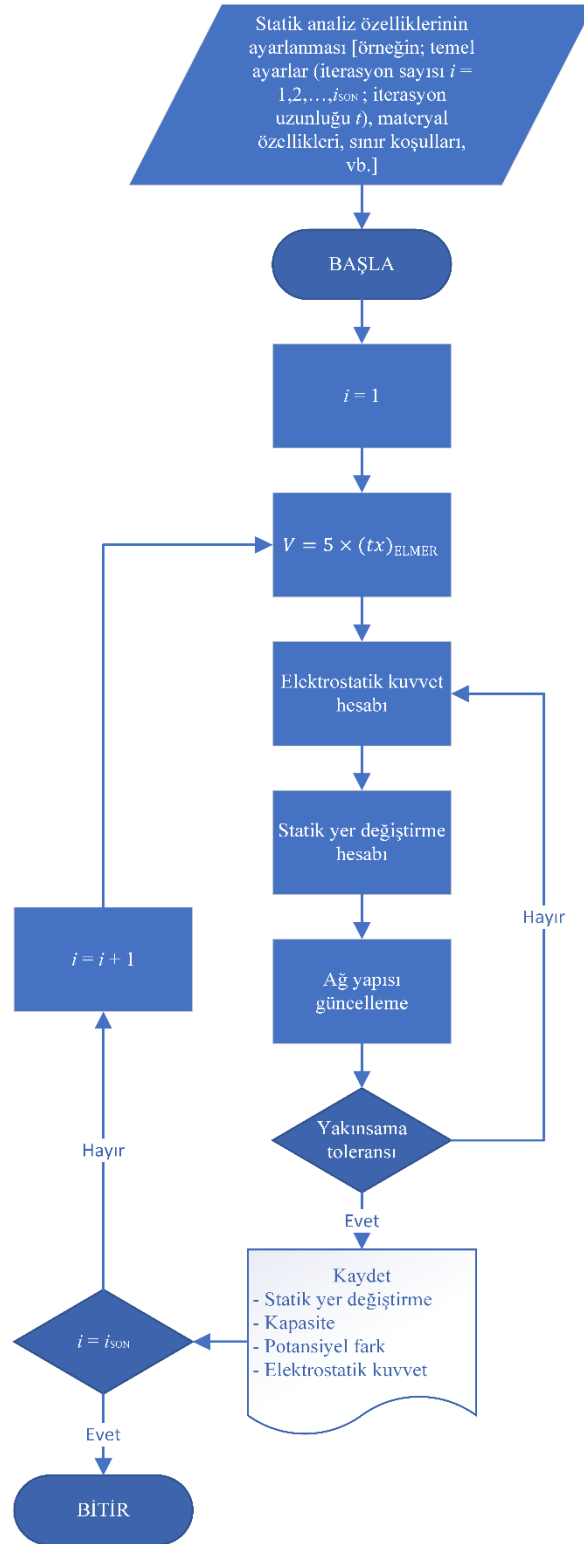 Statik analiz özelliklerinin
ayarlanması [örneğin; temel
ayarlar (iterasyon sayısı i =
1,2,…,iSON ; iterasyon
uzunluğu t), materyal
özellikleri, sınır koşulları,
vb.]
BAŞLA
i = 1
V = 5 × (tx)ELMER
Elektrostatik kuvvet
hesabı
Statik yer değiştirme
hesabı
Ağ yapısı
güncelleme
Yakınsama
toleransı
Hayır
Evet
Kaydet
- Statik yer değiştirme
- Kapasite
- Potansiyel fark
- Elektrostatik kuvvet
i = iSON
Hayır
i = i + 1
Evet
BİTİR